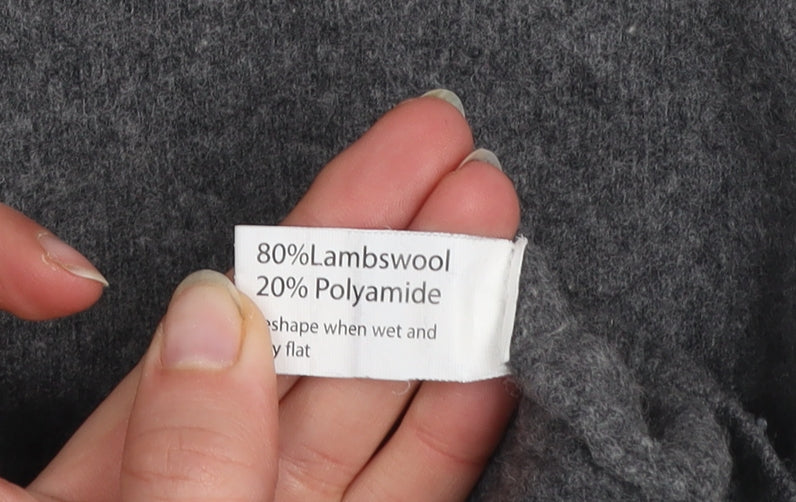 80%Lambswool
20% Polyamide
when wet and
flat